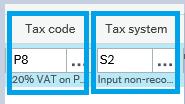 Tax code Tax system
P8 ... S2 ...
20% VAT on P... Input non-reco...